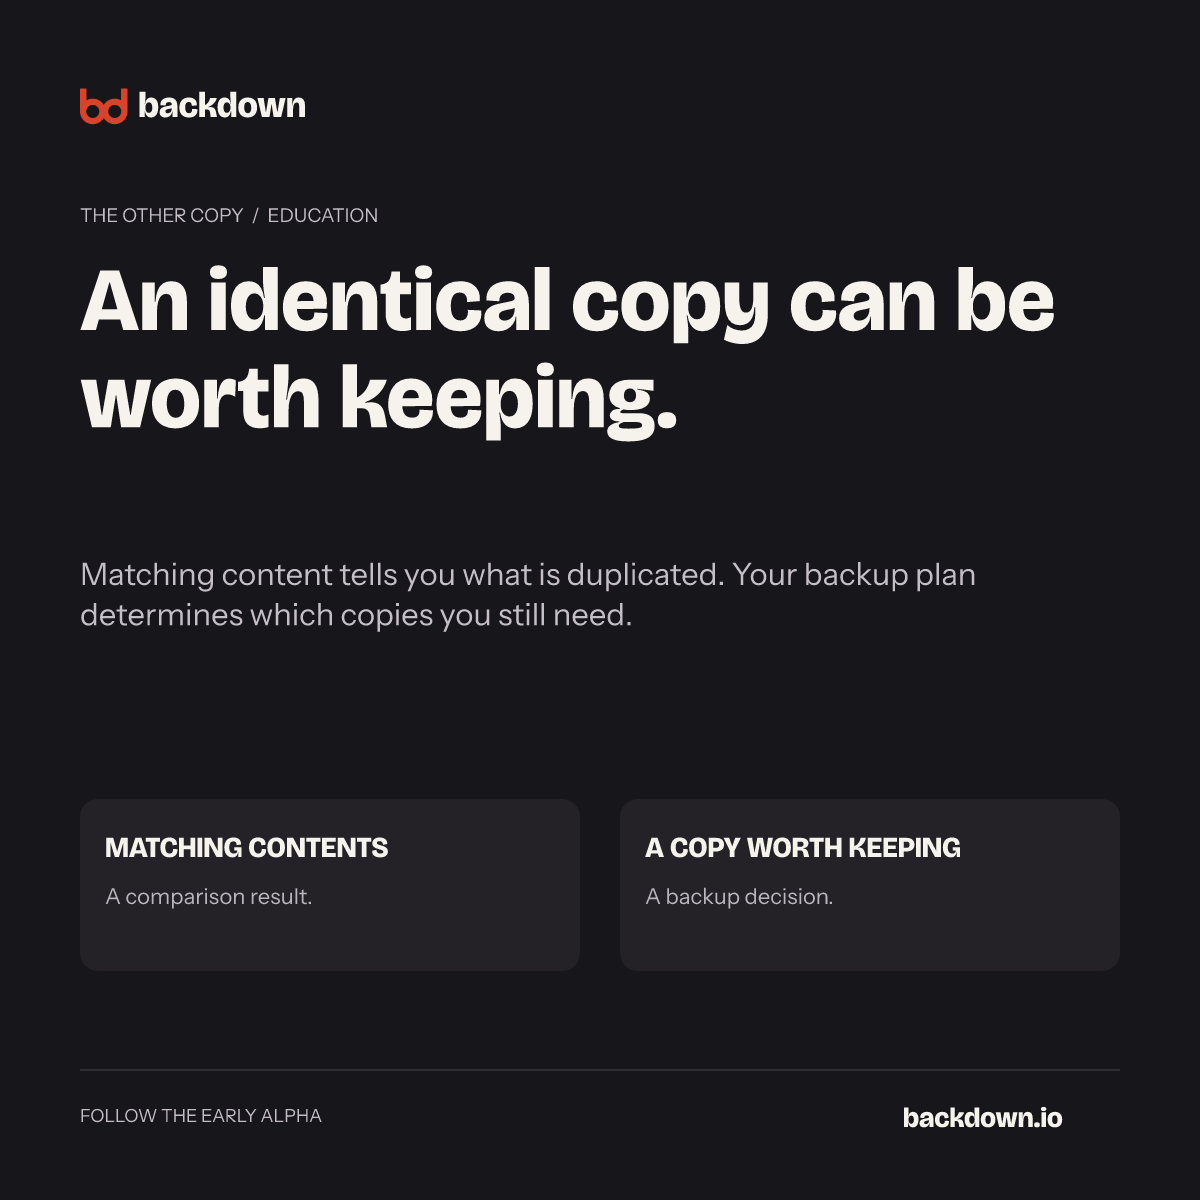 bd backdown
THE OTHER COPY / EDUCATION
An identical copy can be
worth keeping.
Matching content tells you what is duplicated. Your backup plan
determines which copies you still need.
MATCHING CONTENTS
A comparison result.
A COPY WORTH KEEPING
A backup decision.
FOLLOW THE EARLY ALPHA
backdown.io